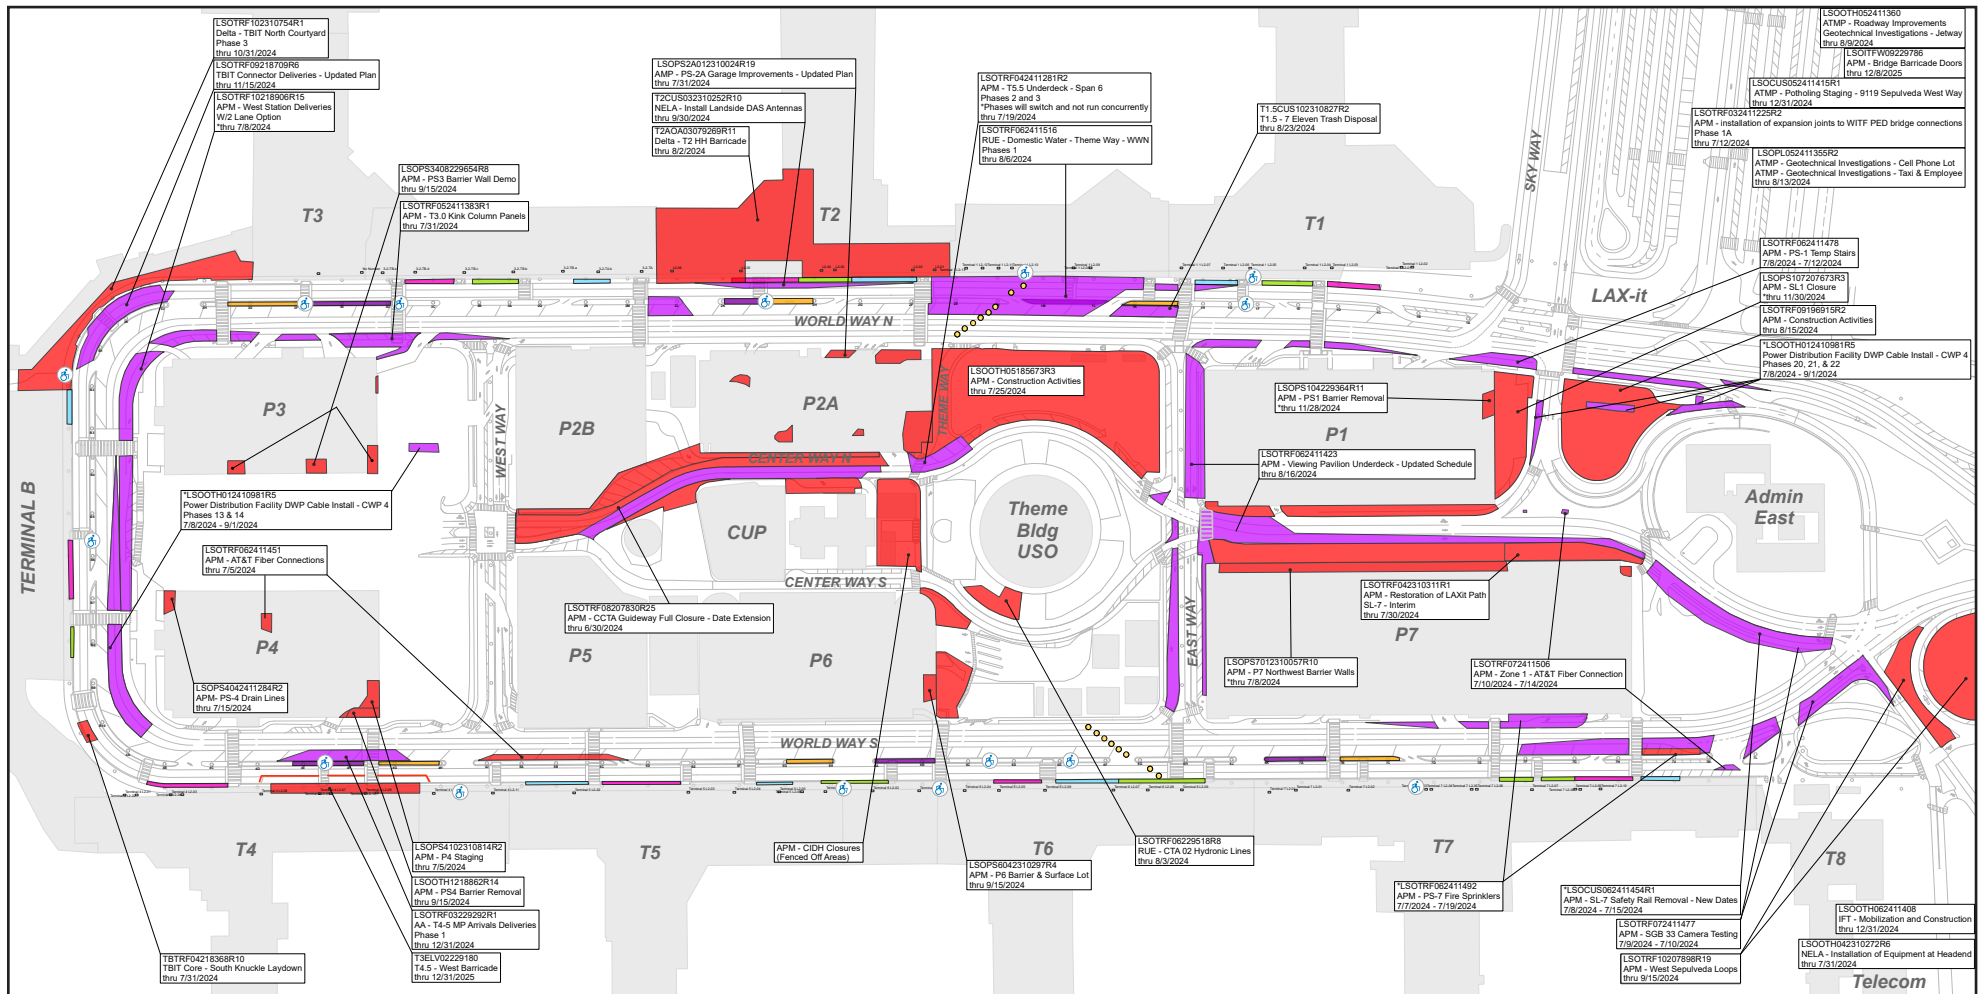 LSOTRF102310754R1
Delta - TBIT North Courtyard
Phase 3
thru 10/31/2024
LSOTRF09218709R6
TBIT Connector Deliveries - Updated Plan
thru 11/15/2024
LSOTRF10218906R15
APM - West Station Deliveries
W/2 Lane Option
*thru 7/8/2024
LSOPS3408229654R8
APM - PS3 Barrier Wall Demo
thru 9/15/2024
LSOTRF052411383R1
APM - T3.0 Kink Column Panels
thru 7/31/2024
LSOPS2A012310024R19
AMP - PS-2A Garage Improvements - Updated Plan
thru 7/31/2024
T2CUS032310252R10
NELA - Install Landside DAS Antennas
thru 9/30/2024
T2AOA03079269R11
Delta - T2 HH Barricade
thru 8/2/2024
LSOTRF042411281R2
APM - T5.5 Underdeck - Span 6
Phases 2 and 3
*Phases will switch and not run concurrently
thru 7/19/2024
LSOTRF062411516
RUE - Domestic Water - Theme Way - WWN
Phases 1
thru 8/6/2024
T1.5CUS102310827R2
T1.5 - 7 Eleven Trash Disposal
thru 8/23/2024
LSOOTH052411360
ATMP - Roadway Improvements
Geotechnical Investigations - Jetway
thru 8/9/2024
LSOITFW09229786
APM - Bridge Barricade Doors
thru 12/8/2025
LSOCUS052411415R1
ATMP - Potholing Staging - 9119 Sepulveda West Way
thru 12/31/2024
LSOTRF032411225R2
APM - installation of expansion joints to WITF PED bridge connections
Phase 1A
thru 7/12/2024
LSOPL052411355R2
ATMP - Geotechnical Investigations - Cell Phone Lot
ATMP - Geotechnical Investigations - Taxi & Employee
thru 8/13/2024
LSOTRF062411478
APM - PS-1 Temp Stairs
7/8/2024 - 7/12/2024
LSOPS107207673R3
APM - SL1 Closure
*thru 11/30/2024
LSOTRF09196915R2
APM - Construction Activities
thru 8/15/2024
*LSOOTH012410981R5
Power Distribution Facility DWP Cable Install - CWP 4
Phases 20, 21, & 22
7/8/2024 - 9/1/2024
T3
T2
T1
SKY WAY
LAX-it
WORLD WAY N
P3
WEST WAY
P2B
P2A
THEME WAY
LSOOTH05185673R3
APM - Construction Activities
thru 7/25/2024
LSOPS104229364R11
APM - PS1 Barrier Removal
*thru 11/28/2024
P1
CENTER WAY N
LSOTRF062411423
APM - Viewing Pavilion Underdeck - Updated Schedule
thru 8/16/2024
*LSOOTH012410981R5
Power Distribution Facility DWP Cable Install - CWP 4
Phases 13 & 14
7/8/2024 - 9/1/2024
TERMINAL B
CUP
Theme
Bldg
USO
Admin
East
LSOTRF062411451
APM - AT&T Fiber Connections
thru 7/5/2024
CENTER WAY S
LSOTRF08207830R25
APM - CCTA Guideway Full Closure - Date Extension
thru 6/30/2024
LSOTRF042310311R1
APM - Restoration of LAXit Path
SL-7 - Interim
thru 7/30/2024
P4
P5
P6
EAST WAY
P7
LSOPS4042411284R2
APM- PS-4 Drain Lines
thru 7/15/2024
LSOPS7012310057R10
APM - P7 Northwest Barrier Walls
*thru 7/8/2024
LSOTRF072411506
APM - Zone 1 - AT&T Fiber Connection
7/10/2024 - 7/14/2024
WORLD WAY S
T4
T5
T6
T7
T8
LSOPS4102310814R2
APM - P4 Staging
thru 7/5/2024
LSOOTH1218862R14
APM - PS4 Barrier Removal
thru 9/15/2024
LSOTRF03229292R1
AA - T4-5 MP Arrivals Deliveries
Phase 1
thru 12/31/2024
T3ELV02229180
T4.5 - West Barricade
thru 12/31/2025
TBTRF04218368R10
TBIT Core - South Knuckle Laydown
thru 7/31/2024
APM - CIDH Closures
(Fenced Off Areas)
LSOPS6042310297R4
APM - P6 Barrier & Surface Lot
thru 9/15/2024
LSOTRF06229518R8
RUE - CTA 02 Hydronic Lines
thru 8/3/2024
*LSOTRF062411492
APM - PS-7 Fire Sprinklers
7/7/2024 - 7/19/2024
*LSOCUS062411454R1
APM - SL-7 Safety Rail Removal - New Dates
7/8/2024 - 7/15/2024
LSOTRF072411477
APM - SGB 33 Camera Testing
7/9/2024 - 7/10/2024
LSOTRF10207898R19
APM - West Sepulveda Loops
thru 9/15/2024
LSOOTH062411408
IFT - Mobilization and Construction
thru 12/31/2024
LSOOTH042310272R6
NELA - Installation of Equipment at Headend
thru 7/31/2024
Telecom